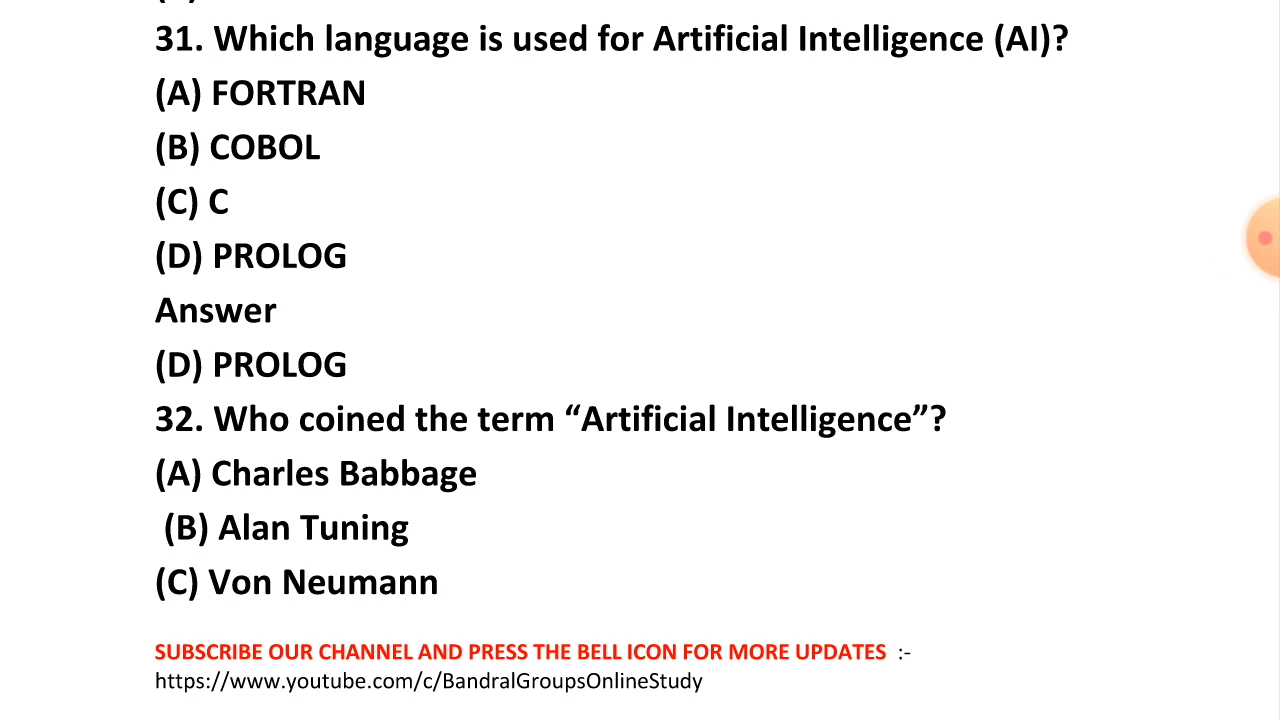 31. Which language is used for Artificial Intelligence (AI)?
(A) FORTRAN
(B) COBOL
(C) C
(D) PROLOG
Answer
(D) PROLOG
32. Who coined the term “Artificial Intelligence”?
(A) Charles Babbage
(B) Alan Tuning
(C) Von Neumann
SUBSCRIBE OUR CHANNEL AND PRESS THE BELL ICON FOR MORE UPDATES :-
https://www.youtube.com/c/BandralGroupsOnlineStudy